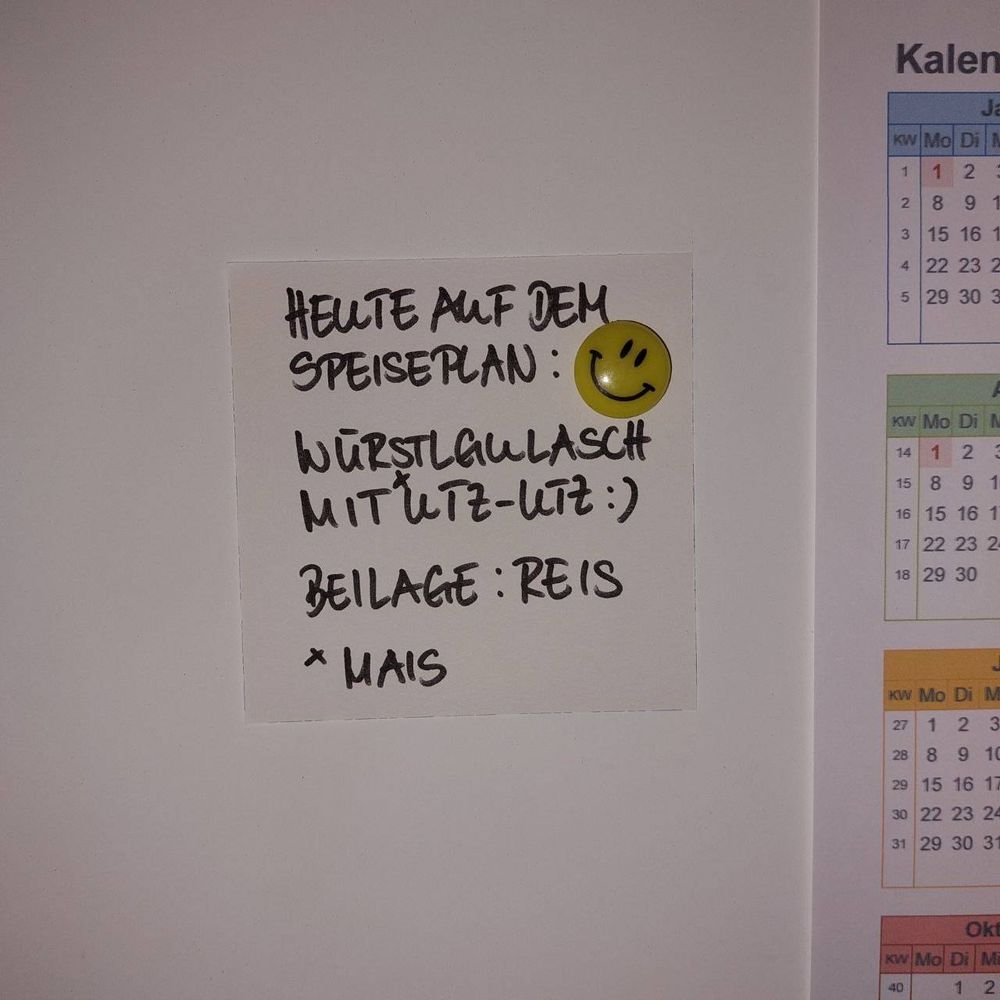 HEUTE AUF DEM
SPEISEPLAN :
WÜRSTLGULASCH
MIT *UTZ-UTZ :)
BEILAGE : REIS
* MAIS
Kalen
Ja
KW Mo Di M
1 1 2 3
2 8 9 1
3 15 16 1
4 22 23 2
5 29 30 3
A
KW Mo Di M
14 1 2 3
15 8 9 1
16 15 16 1
17 22 23 24
18 29 30
J
KW Mo Di M
27 1 2 3
28 8 9 10
29 15 16 17
30 22 23 24
31 29 30 31
Okt
KW Mo Di Mi
40 1 2